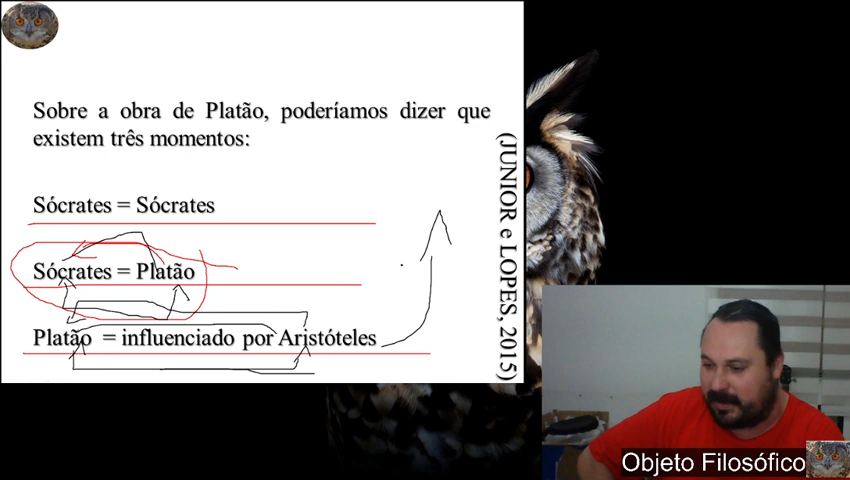 Sobre a obra de Platão, poderíamos dizer que
existem três momentos:
Sócrates = Sócrates
Sócrates = Platão
Platão = influenciado por Aristóteles
(JUNIOR e LOPES, 2015)
Objeto Filosófico